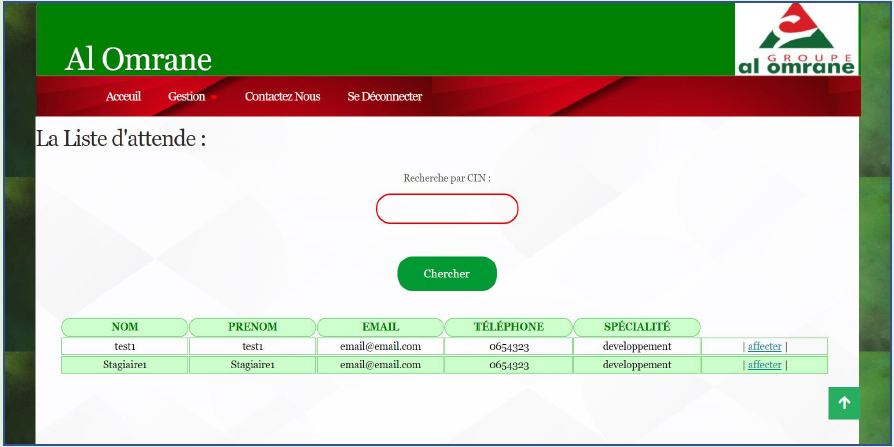 Al Omrane
GROUPE
al omrane
Acceuil Gestion Contactez Nous Se Déconnecter
La Liste d'attende :
Recherche par CIN :
Chercher
NOM PRENOM EMAIL TÉLÉPHONE SPÉCIALITÉ
test1 test1 email@email.com 0654323 developpement | affecter |
Stagiaire1 Stagiaire1 email@email.com 0654323 developpement | affecter |